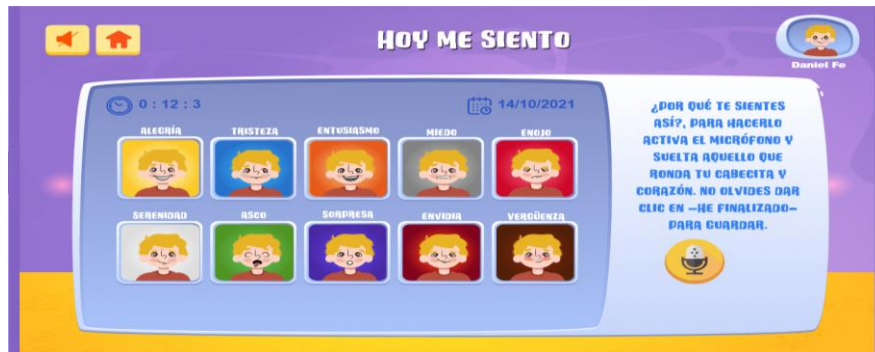 HOY ME SIENTO
Daniel Fe
0 : 12 : 3
14/10/2021
ALEGRÍA TRISTEZA ENTUSIASMO MIEDO ENOJO
SERENIDAD ASCO SORPRESA ENVIDIA VERGÜENZA
¿POR QUÉ TE SIENTES
ASÍ?, PARA HACERLO
ACTIVA EL MICRÓFONO Y
SUELTA AQUELLO QUE
RONDA TU CABECITA Y
CORAZÓN. NO OLVIDES DAR
CLIC EN —HE FINALIZADO—
PARA GUARDAR.